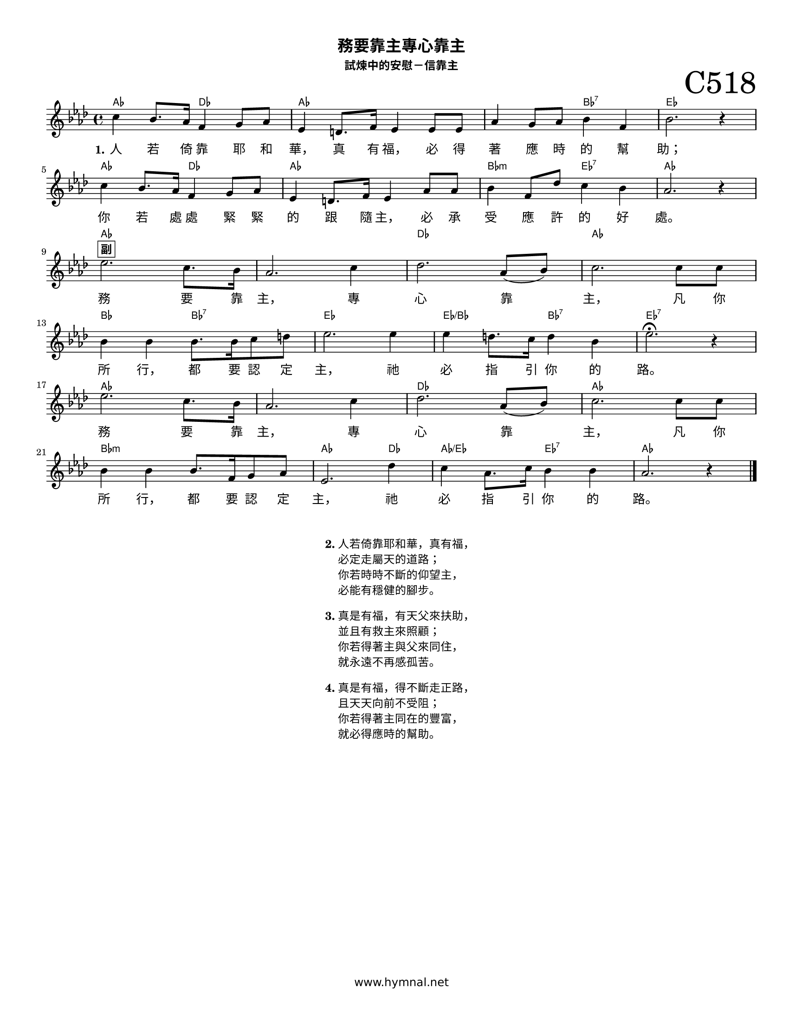 務要靠主專心靠主
試煉中的安慰－信靠主
C518
A♭ D♭ A♭ B♭7 E♭
1. 人 若 倚 靠 耶 和 華， 真 有 福， 必 得 著 應 時 的 幫 助；
5 A♭ D♭ A♭ B♭m E♭7 A♭
你 若 處 處 緊 緊 的 跟 隨 主， 必 承 受 應 許 的 好 處。
9 A♭ D♭ A♭
副
務 要 靠 主， 專 心 靠 主， 凡 你
13 B♭ B♭7 E♭ E♭/B♭ B♭7 E♭7
所 行， 都 要 認 定 主， 祂 必 指 引 你 的 路。
17 A♭ D♭ A♭
務 要 靠 主， 專 心 靠 主， 凡 你
21 B♭m A♭ D♭ A♭/E♭ E♭7 A♭
所 行， 都 要 認 定 主， 祂 必 指 引 你 的 路。
2. 人若倚靠耶和華，真有福，
必定走屬天的道路；
你若時時不斷的仰望主，
必能有穩健的腳步。
3. 真是有福，有天父來扶助，
並且有救主來照顧；
你若得著主與父來同住，
就永遠不再感孤苦。
4. 真是有福，得不斷走正路，
且天天向前不受阻；
你若得著主同在的豐富，
就必得應時的幫助。
www.hymnal.net